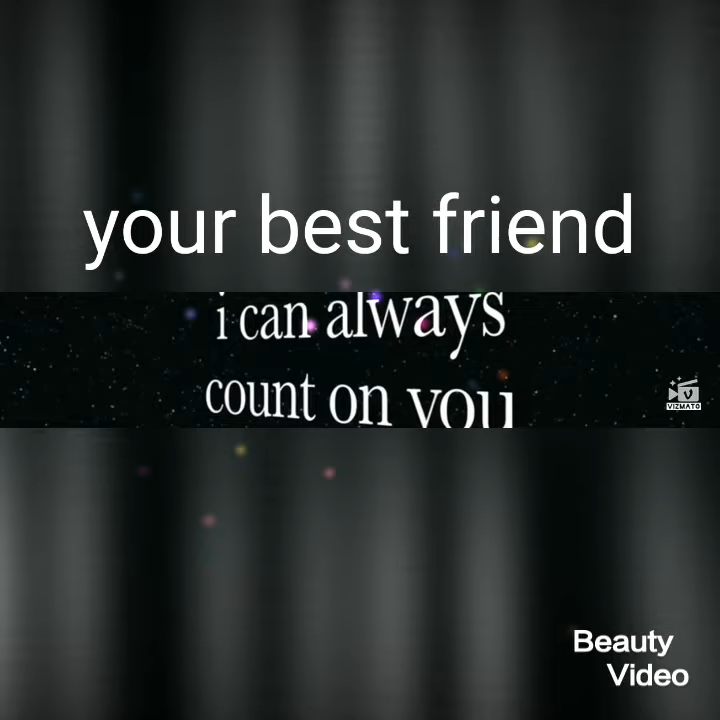 your best friend
i can always
count on you
VIZMATO
Beauty
Video